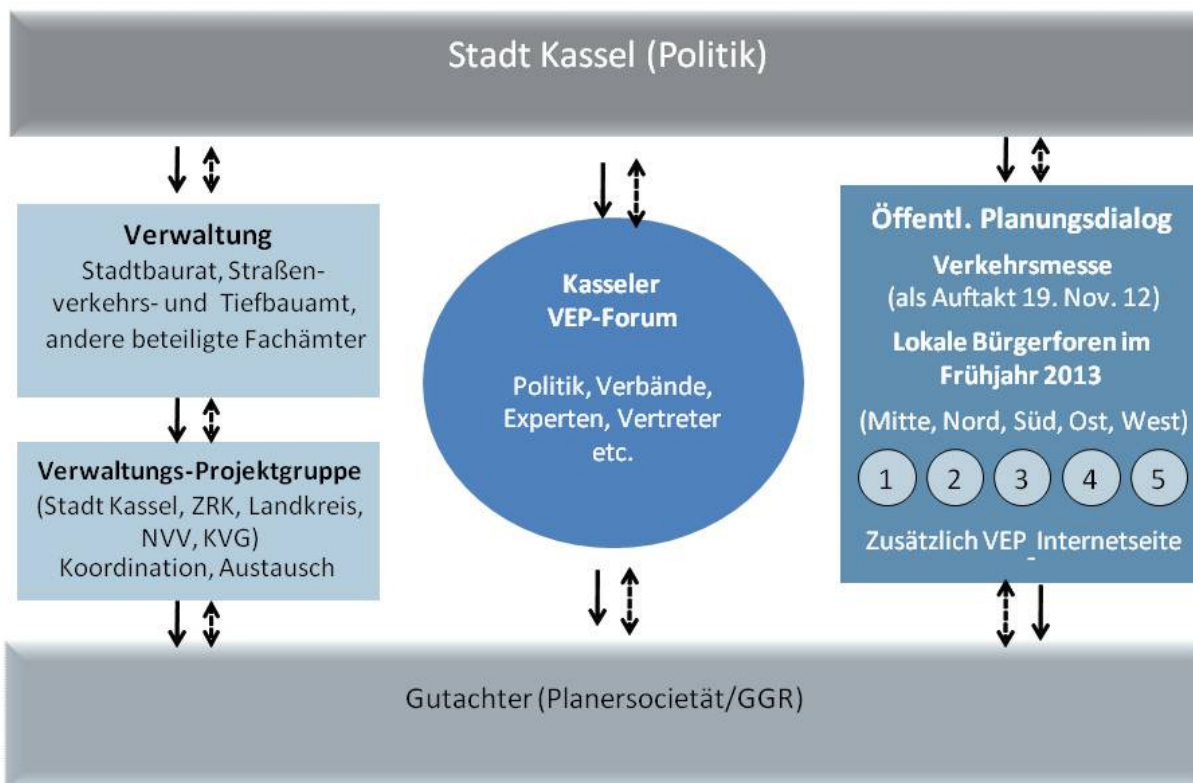 Stadt Kassel (Politik)
Verwaltung
Stadtbaurat, Straßen-
verkehrs- und Tiefbauamt,
andere beteiligte Fachämter
Verwaltungs-Projektgruppe
(Stadt Kassel, ZRK, Landkreis,
NVV, KVG)
Koordination, Austausch
Kasseler
VEP-Forum
Politik, Verbände,
Experten, Vertreter
etc.
Öffentl. Planungsdialog
Verkehrsmesse
(als Auftakt 19. Nov. 12)
Lokale Bürgerforen im
Frühjahr 2013
(Mitte, Nord, Süd, Ost, West)
1 2 3 4 5
Zusätzlich VEP_Internetseite
Gutachter (Planersocietät/GGR)